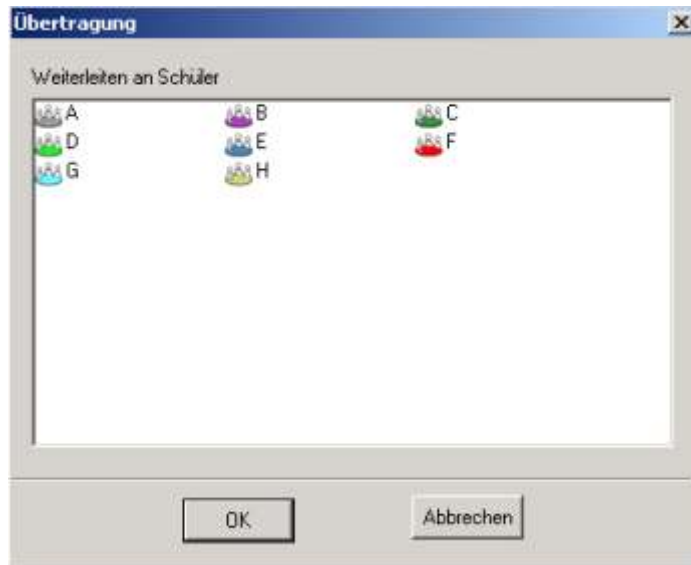 Übertragung
Weiterleiten an Schüler
A B C
D E F
G H
OK Abbrechen